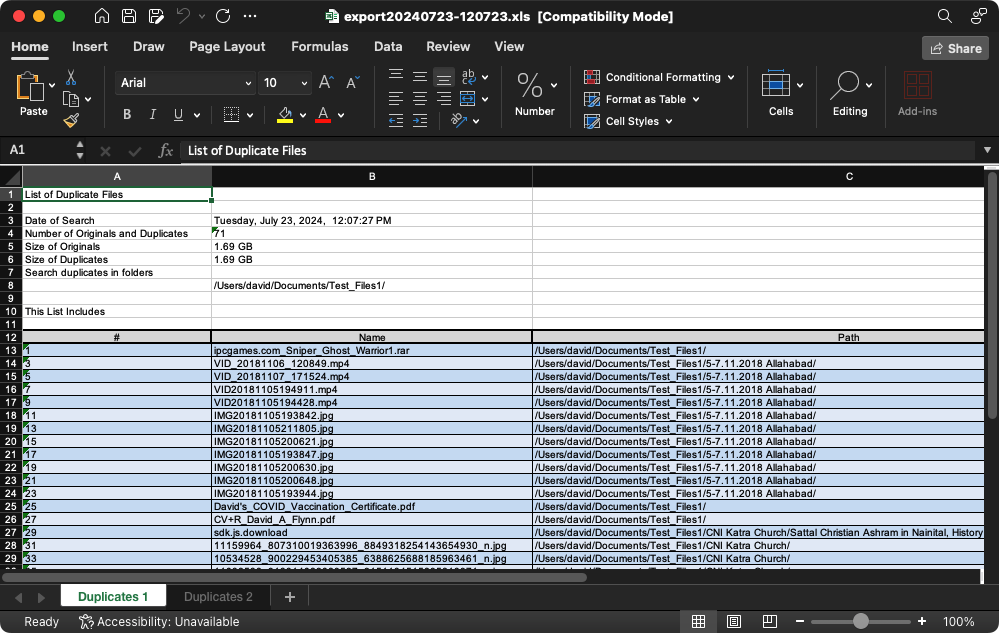 export20240723-120723.xls [Compatibility Mode]
Home Insert Draw Page Layout Formulas Data Review View Share
Paste Arial 10 A A ab Number Conditional Formatting Cells Editing Add-ins
Format as Table
B I U A Cell Styles
A1 fx List of Duplicate Files
A B C
1 List of Duplicate Files
2
3 Date of Search Tuesday, July 23, 2024, 12:07:27 PM
4 Number of Originals and Duplicates 71
5 Size of Originals 1.69 GB
6 Size of Duplicates 1.69 GB
7 Search duplicates in folders
8 /Users/david/Documents/Test_Files1/
9
10 This List Includes
11
12 # Name Path
13 1 ipcgames.com_Sniper_Ghost_Warrior1.rar /Users/david/Documents/Test_Files1/
14 3 VID_20181106_120849.mp4 /Users/david/Documents/Test_Files1/5-7.11.2018 Allahabad/
15 5 VID_20181107_171524.mp4 /Users/david/Documents/Test_Files1/5-7.11.2018 Allahabad/
16 7 VID20181105194911.mp4 /Users/david/Documents/Test_Files1/5-7.11.2018 Allahabad/
17 9 VID20181105194428.mp4 /Users/david/Documents/Test_Files1/5-7.11.2018 Allahabad/
18 11 IMG20181105193842.jpg /Users/david/Documents/Test_Files1/5-7.11.2018 Allahabad/
19 13 IMG20181105211805.jpg /Users/david/Documents/Test_Files1/5-7.11.2018 Allahabad/
20 15 IMG20181105200621.jpg /Users/david/Documents/Test_Files1/5-7.11.2018 Allahabad/
21 17 IMG20181105193847.jpg /Users/david/Documents/Test_Files1/5-7.11.2018 Allahabad/
22 19 IMG20181105200630.jpg /Users/david/Documents/Test_Files1/5-7.11.2018 Allahabad/
23 21 IMG20181105200648.jpg /Users/david/Documents/Test_Files1/5-7.11.2018 Allahabad/
24 23 IMG20181105193944.jpg /Users/david/Documents/Test_Files1/5-7.11.2018 Allahabad/
25 25 David's_COVID_Vaccination_Certificate.pdf /Users/david/Documents/Test_Files1/
26 27 CV+R_David_A_Flynn.pdf /Users/david/Documents/Test_Files1/
27 29 sdk.js.download /Users/david/Documents/Test_Files1/CNI Katra Church/Sattal Christian Ashram in Nainital, History
28 31 11159964_807310019363996_8849318254143654930_n.jpg /Users/david/Documents/Test_Files1/CNI Katra Church/
29 33 10534528_900229453405385_6388625688185963461_n.jpg /Users/david/Documents/Test_Files1/CNI Katra Church/
Duplicates 1 Duplicates 2 +
Ready Accessibility: Unavailable 100%